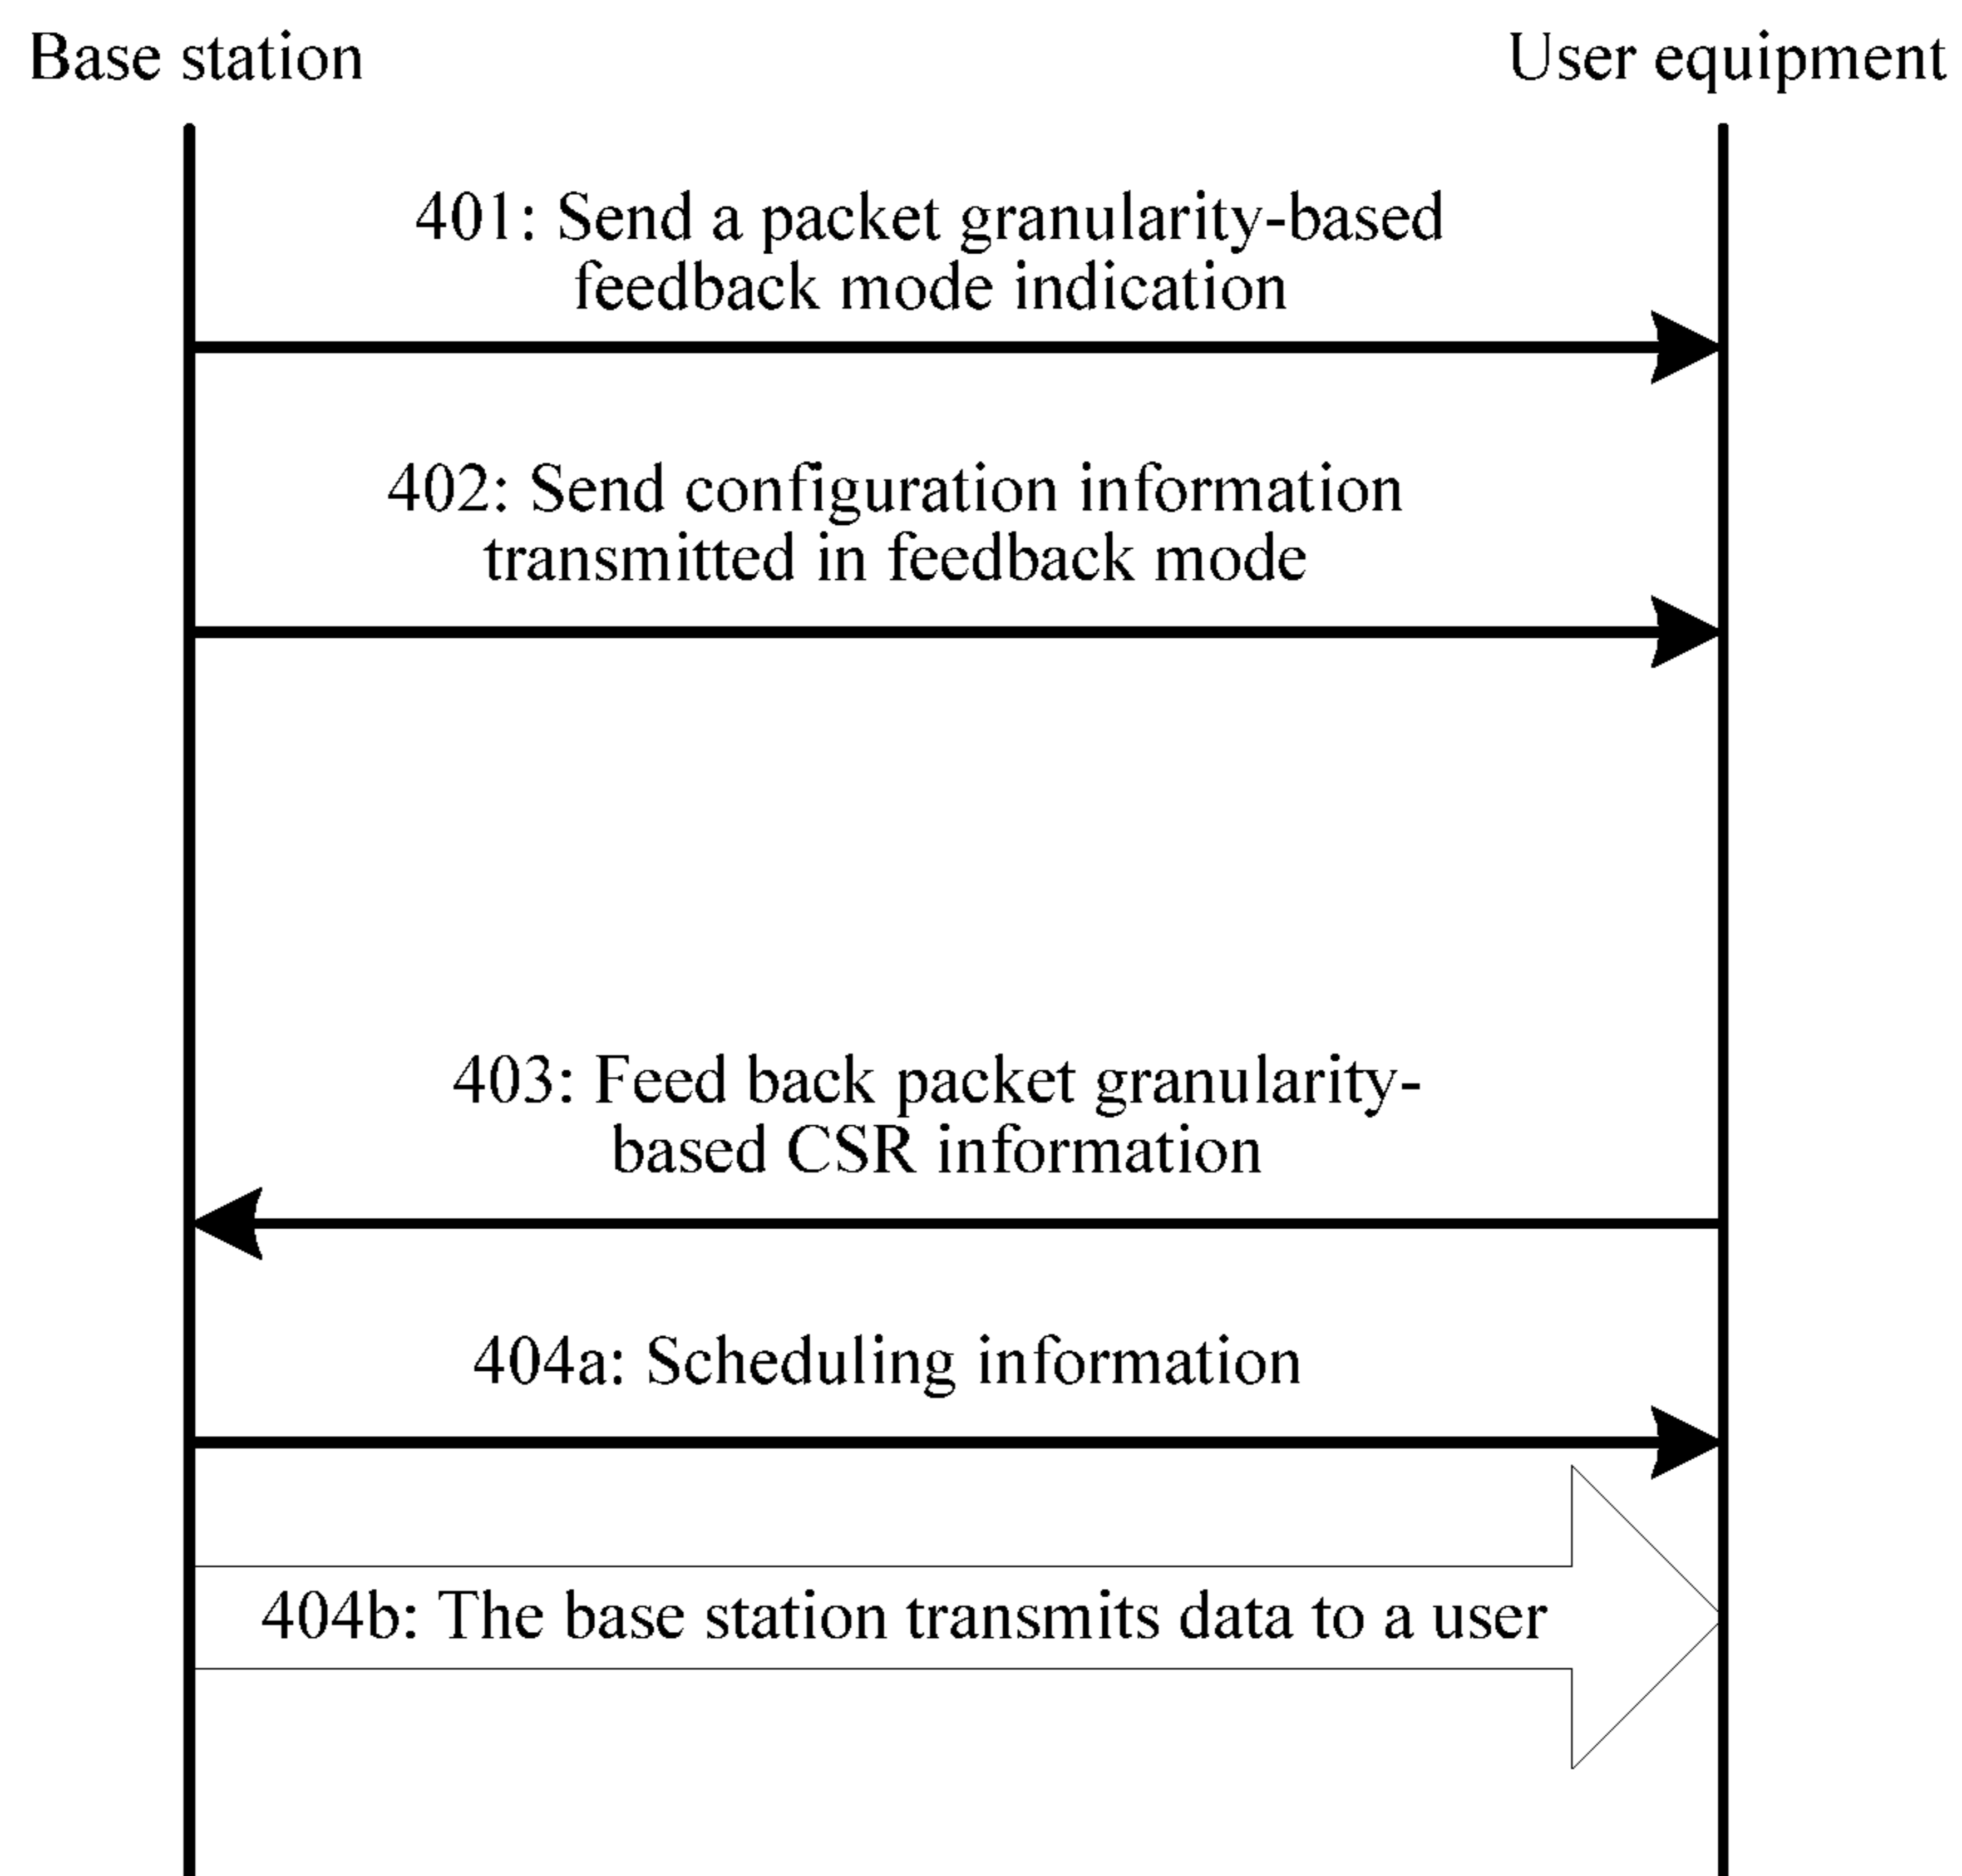 Base station
User equipment
401: Send a packet granularity-based
feedback mode indication
402: Send configuration information
transmitted in feedback mode
403: Feed back packet granularity-
based CSR information
404a: Scheduling information
404b: The base station transmits data to a user